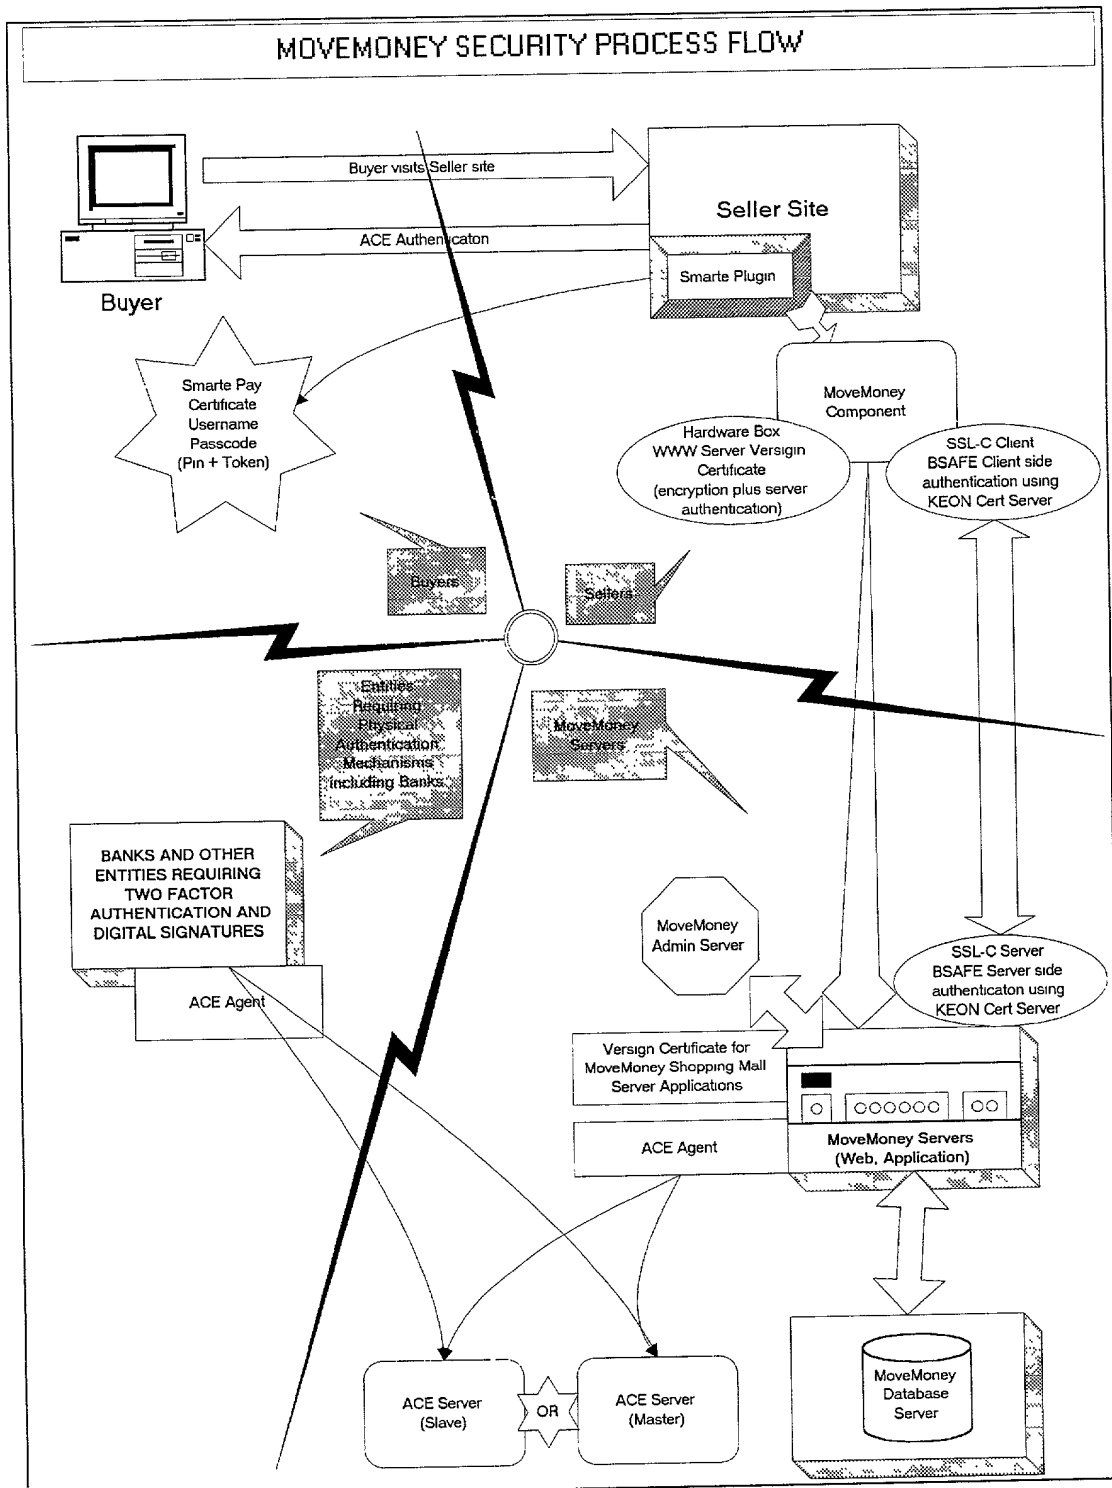 MOVEMONEY SECURITY PROCESS FLOW
Buyer visits Seller site
ACE Authenticaton
Buyer
Seller Site
Smarte Plugin
Smarte Pay
Certificate
Username
Passcode
(Pin + Token)
MoveMoney
Component
Hardware Box
WWW Server Versign
Certificate
(encryption plus server
authentication)
SSL-C Client
BSAFE Client side
authentication using
KEON Cert Server
Buyers
Sellers
Entities
Requiring
Physical
Authentication
Mechanisms
including Banks
MoveMoney
Servers
BANKS AND OTHER
ENTITIES REQUIRING
TWO FACTOR
AUTHENTICATION AND
DIGITAL SIGNATURES
ACE Agent
MoveMoney
Admin Server
SSL-C Server
BSAFE Server side
authenticaton using
KEON Cert Server
Versign Certificate for
MoveMoney Shopping Mall
Server Applications
ACE Agent
MoveMoney Servers
(Web, Application)
ACE Server
(Slave)
OR
ACE Server
(Master)
MoveMoney
Database
Server